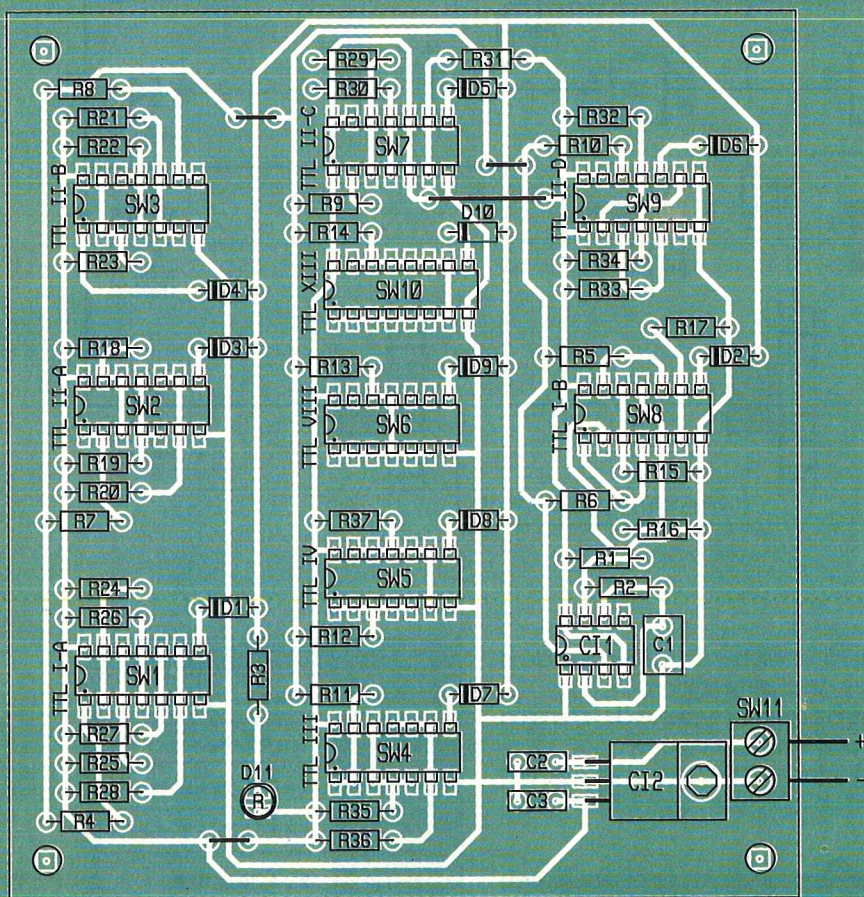 R29
R31
R8
R30
D5
R21
R32
R22
TTL II-C
SW7
R10
D6
TTL II-B
SW3
R9
TTL II-D
SW9
D10
R14
R23
R34
TTL XIII
SW10
D4
R33
R17
R18
D3
R13
D9
R5
D2
TTL II-A
SW2
TTL VIII
SW6
TTL I-B
SW8
R19
R15
R20
R6
R7
R37
D8
R16
TTL IV
SW5
R1
R24
R2
R26
D1
R12
CI1
C1
TTL I-A
SW1
R3
R11
D7
SW11
R27
TTL III
SW4
+
R25
C2
D11
CI2
-
R28
R
C3
R35
R4
R36